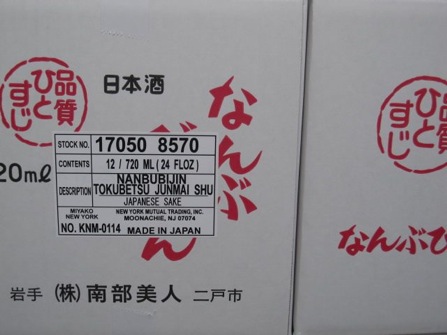 品質
ひと
すじ
日本酒
なんぶびじん
20mℓ
STOCK NO. 17050 8570
CONTENTS 12 / 720 ML (24 FLOZ)
DESCRIPTION NANBUBIJIN
TOKUBETSU JUNMAI SHU
JAPANESE SAKE
MIYAKO
NEW YORK
NEW YORK MUTUAL TRADING, INC.
MOONACHIE, NJ 07074
NO. KNM-0114 MADE IN JAPAN
岩手 (株) 南部美人 二戸市
品質
ひと
すじ
なんぶび